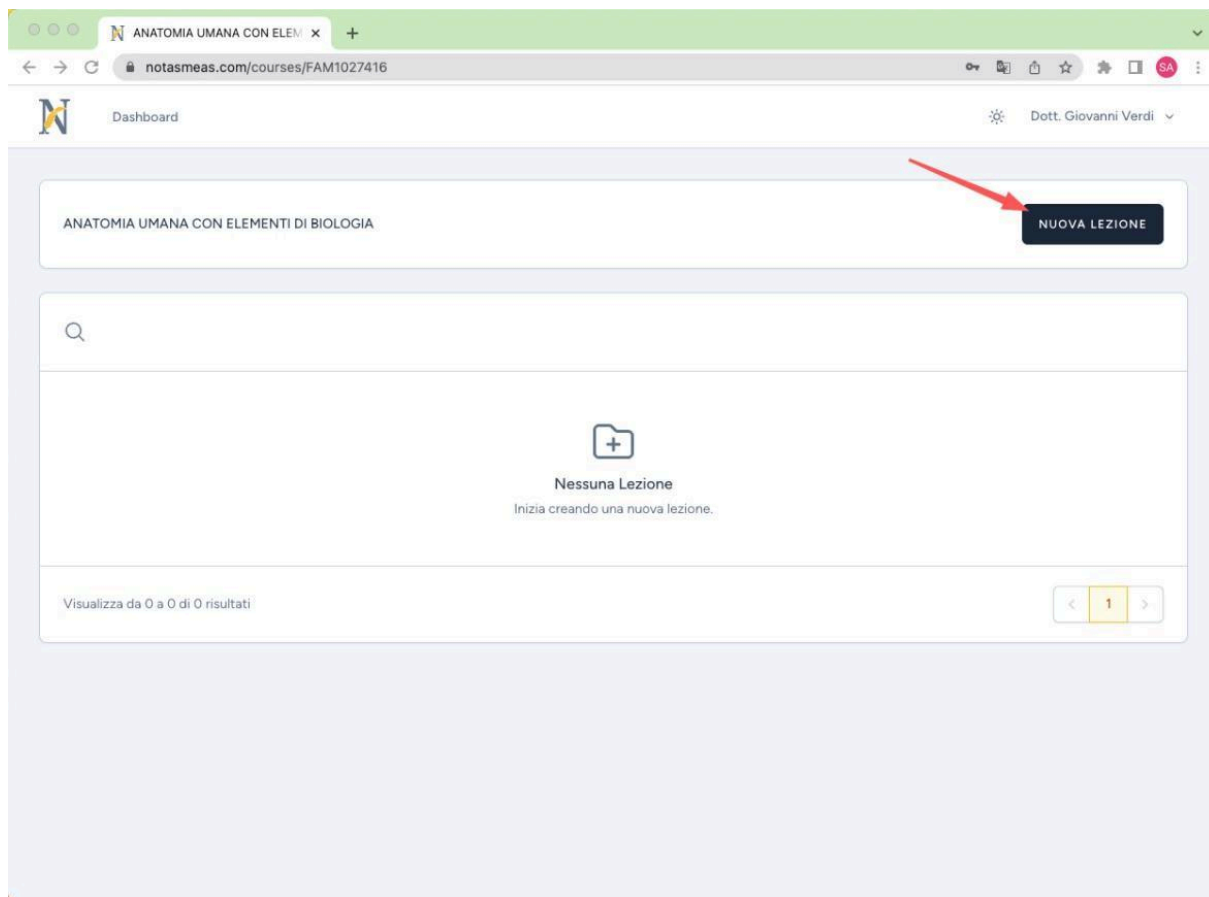 ANATOMIA UMANA CON ELEM
notasmeas.com/courses/FAM1027416
SA
N
Dashboard
Dott. Giovanni Verdi
ANATOMIA UMANA CON ELEMENTI DI BIOLOGIA
NUOVA LEZIONE
Nessuna Lezione
Inizia creando una nuova lezione.
Visualizza da 0 a 0 di 0 risultati
< 1 >